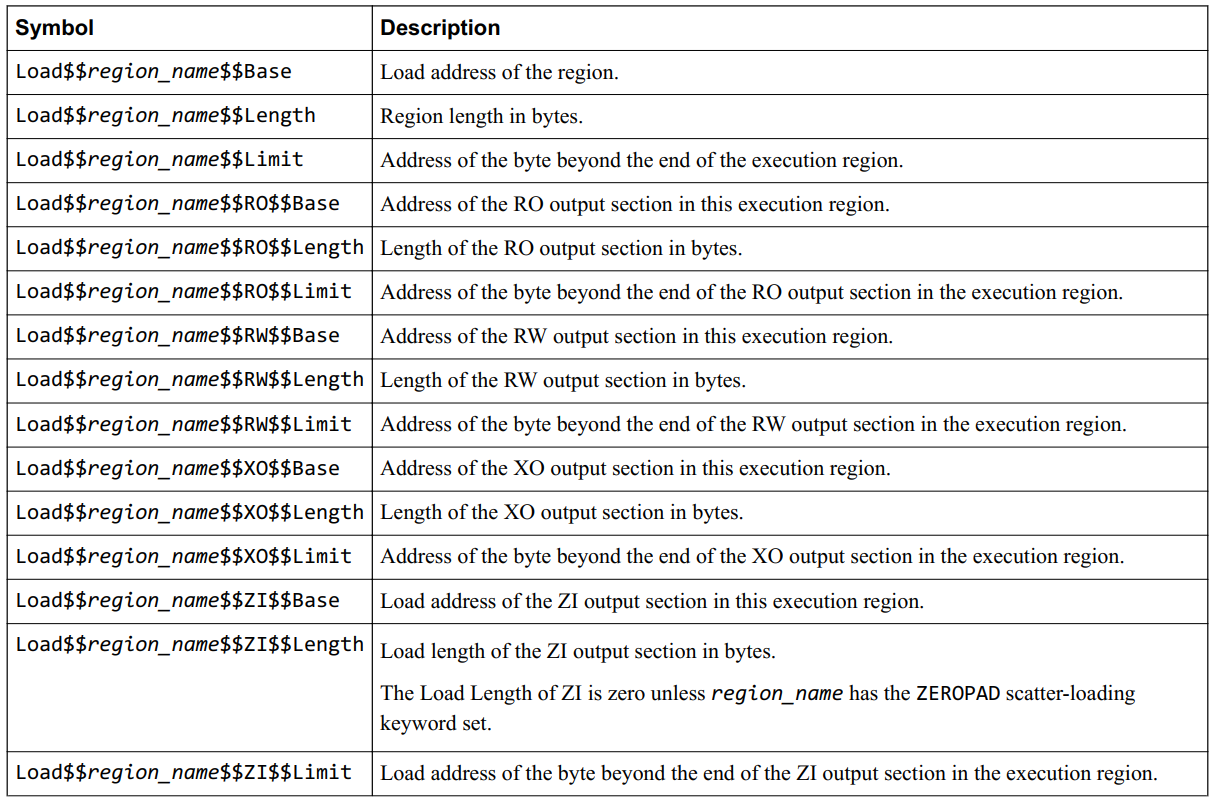 Symbol Description
Load$$region_name$$Base Load address of the region.
Load$$region_name$$Length Region length in bytes.
Load$$region_name$$Limit Address of the byte beyond the end of the execution region.
Load$$region_name$$RO$$Base Address of the RO output section in this execution region.
Load$$region_name$$RO$$Length Length of the RO output section in bytes.
Load$$region_name$$RO$$Limit Address of the byte beyond the end of the RO output section in the execution region.
Load$$region_name$$RW$$Base Address of the RW output section in this execution region.
Load$$region_name$$RW$$Length Length of the RW output section in bytes.
Load$$region_name$$RW$$Limit Address of the byte beyond the end of the RW output section in the execution region.
Load$$region_name$$XO$$Base Address of the XO output section in this execution region.
Load$$region_name$$XO$$Length Length of the XO output section in bytes.
Load$$region_name$$XO$$Limit Address of the byte beyond the end of the XO output section in the execution region.
Load$$region_name$$ZI$$Base Load address of the ZI output section in this execution region.
Load$$region_name$$ZI$$Length Load length of the ZI output section in bytes.
The Load Length of ZI is zero unless region_name has the ZEROPAD scatter-loading
keyword set.
Load$$region_name$$ZI$$Limit Load address of the byte beyond the end of the ZI output section in the execution region.